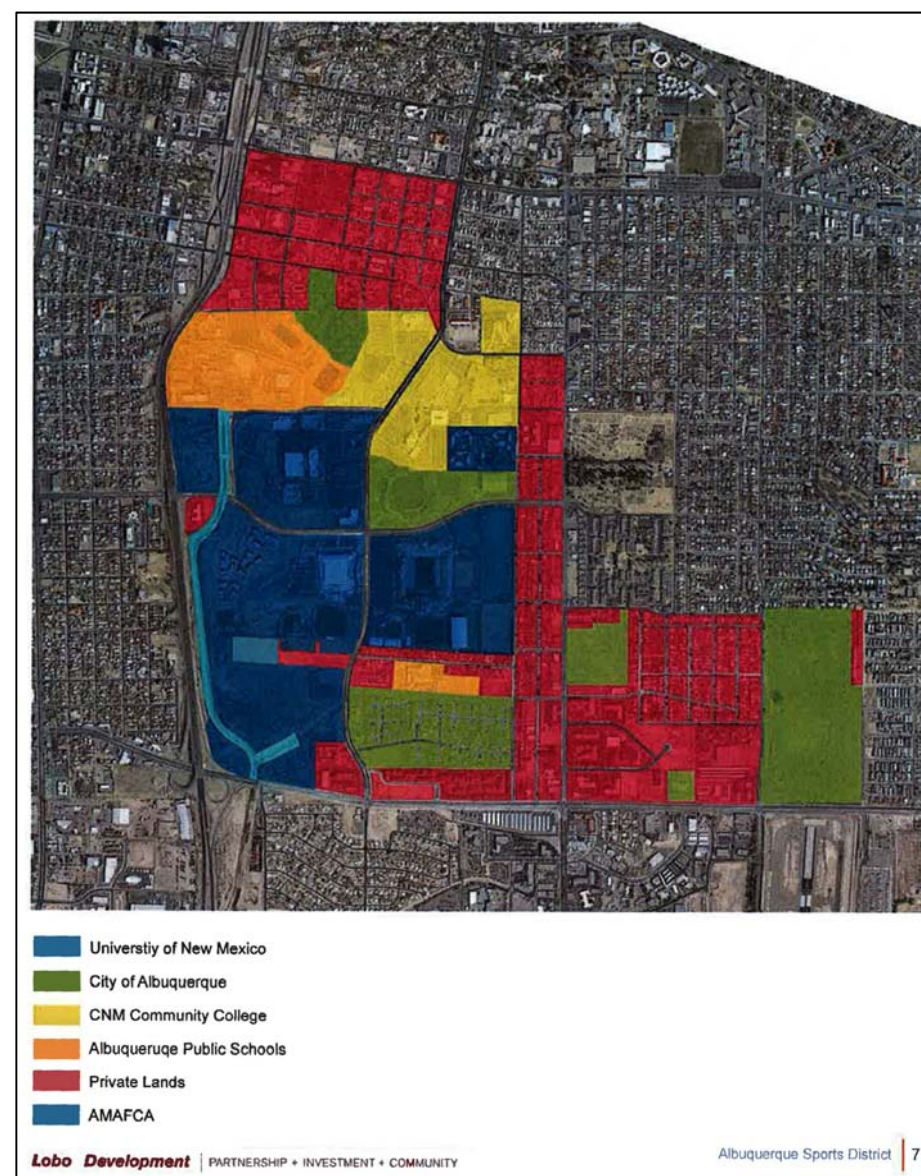 Universtiy of New Mexico
City of Albuquerque
CNM Community College
Albuqueruqe Public Schools
Private Lands
AMAFCA
Lobo Development | PARTNERSHIP + INVESTMENT + COMMUNITY
Albuquerque Sports District | 7